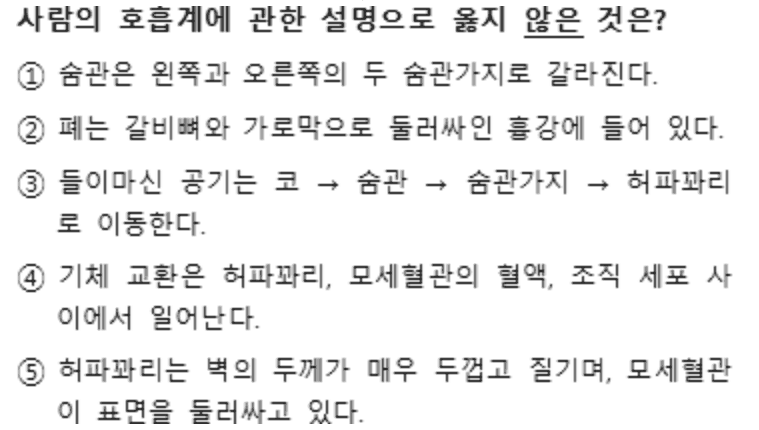 사람의 호흡계에 관한 설명으로 옳지 않은 것은?
① 숨관은 왼쪽과 오른쪽의 두 숨관가지로 갈라진다.
② 폐는 갈비뼈와 가로막으로 둘러싸인 흉강에 들어 있다.
③ 들이마신 공기는 코 → 숨관 → 숨관가지 → 허파꽈리
로 이동한다.
④ 기체 교환은 허파꽈리, 모세혈관의 혈액, 조직 세포 사
이에서 일어난다.
⑤ 허파꽈리는 벽의 두께가 매우 두껍고 질기며, 모세혈관
이 표면을 둘러싸고 있다.